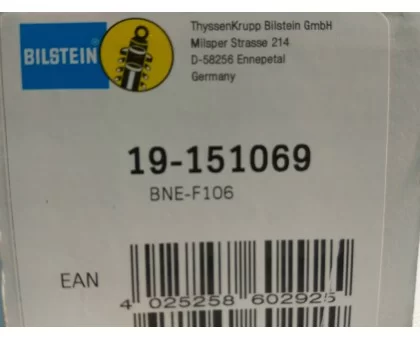 BILSTEIN
ThyssenKrupp Bilstein GmbH
Milsper Strasse 214
D-58256 Ennepetal
Germany
19-151069
BNE-F106
EAN
4 025258 602925